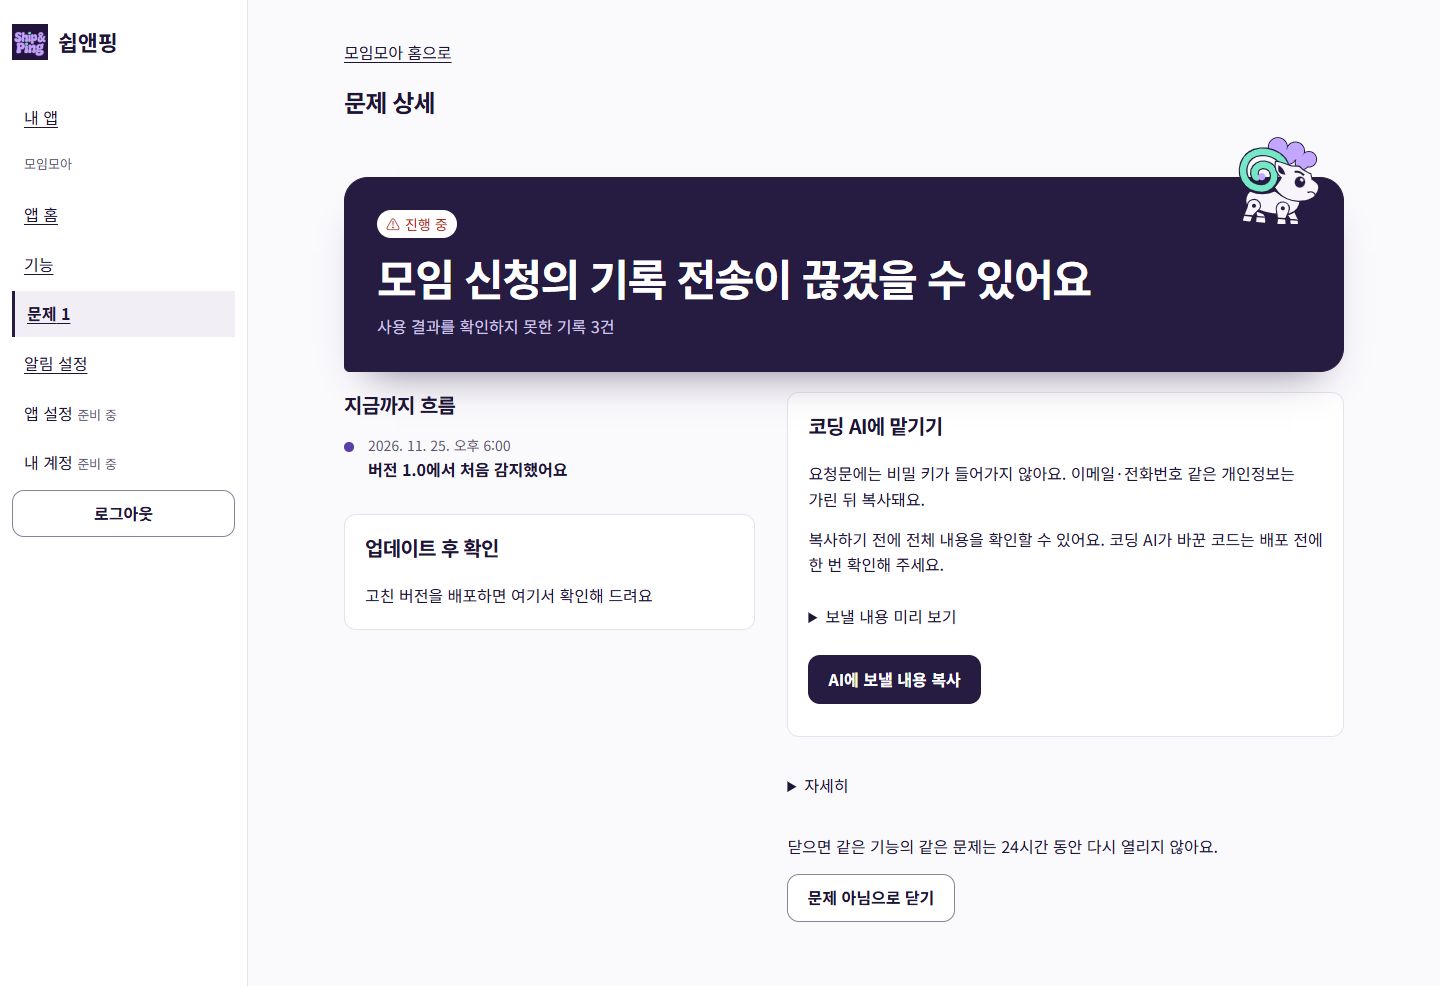 Ship&
Ping
쉽앤핑
내 앱
모임모아
앱 홈
기능
문제 1
알림 설정
앱 설정 준비 중
내 계정 준비 중
로그아웃
모임모아 홈으로
문제 상세
진행 중
모임 신청의 기록 전송이 끊겼을 수 있어요
사용 결과를 확인하지 못한 기록 3건
지금까지 흐름
2026. 11. 25. 오후 6:00
버전 1.0에서 처음 감지했어요
업데이트 후 확인
고친 버전을 배포하면 여기서 확인해 드려요
코딩 AI에 맡기기
요청문에는 비밀 키가 들어가지 않아요. 이메일·전화번호 같은 개인정보는
가린 뒤 복사돼요.
복사하기 전에 전체 내용을 확인할 수 있어요. 코딩 AI가 바꾼 코드는 배포 전에
한 번 확인해 주세요.
보낼 내용 미리 보기
AI에 보낼 내용 복사
자세히
닫으면 같은 기능의 같은 문제는 24시간 동안 다시 열리지 않아요.
문제 아님으로 닫기